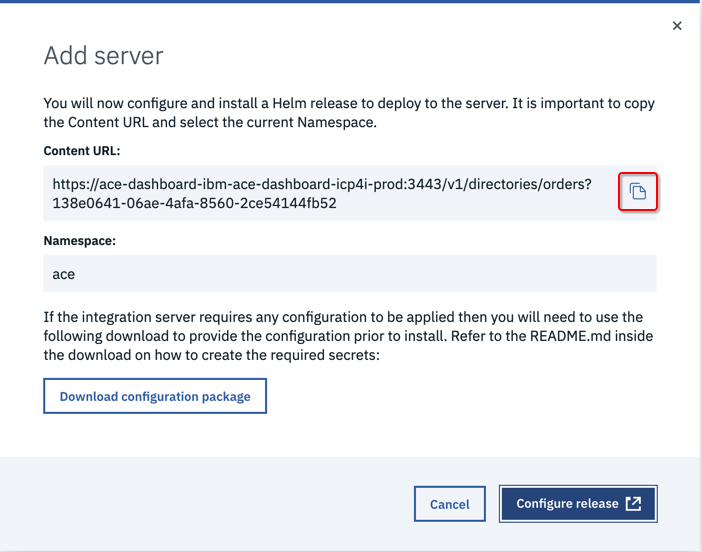 Add server
You will now configure and install a Helm release to deploy to the server. It is important to copy
the Content URL and select the current Namespace.
Content URL:
https://ace-dashboard-ibm-ace-dashboard-icp4i-prod:3443/v1/directories/orders?
138e0641-06ae-4afa-8560-2ce54144fb52
Namespace:
ace
If the integration server requires any configuration to be applied then you will need to use the
following download to provide the configuration prior to install. Refer to the README.md inside
the download on how to create the required secrets:
Download configuration package
Cancel
Configure release